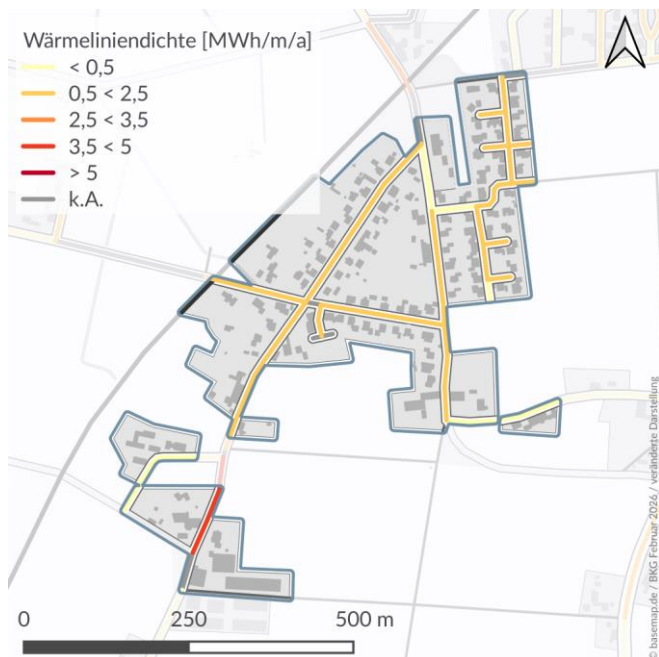 Wärmeliniendichte [MWh/m/a]
< 0,5
0,5 < 2,5
2,5 < 3,5
3,5 < 5
> 5
k.A.
© basemap.de / BKG Februar 2026 / veränderte Darstellung
0 250 500 m